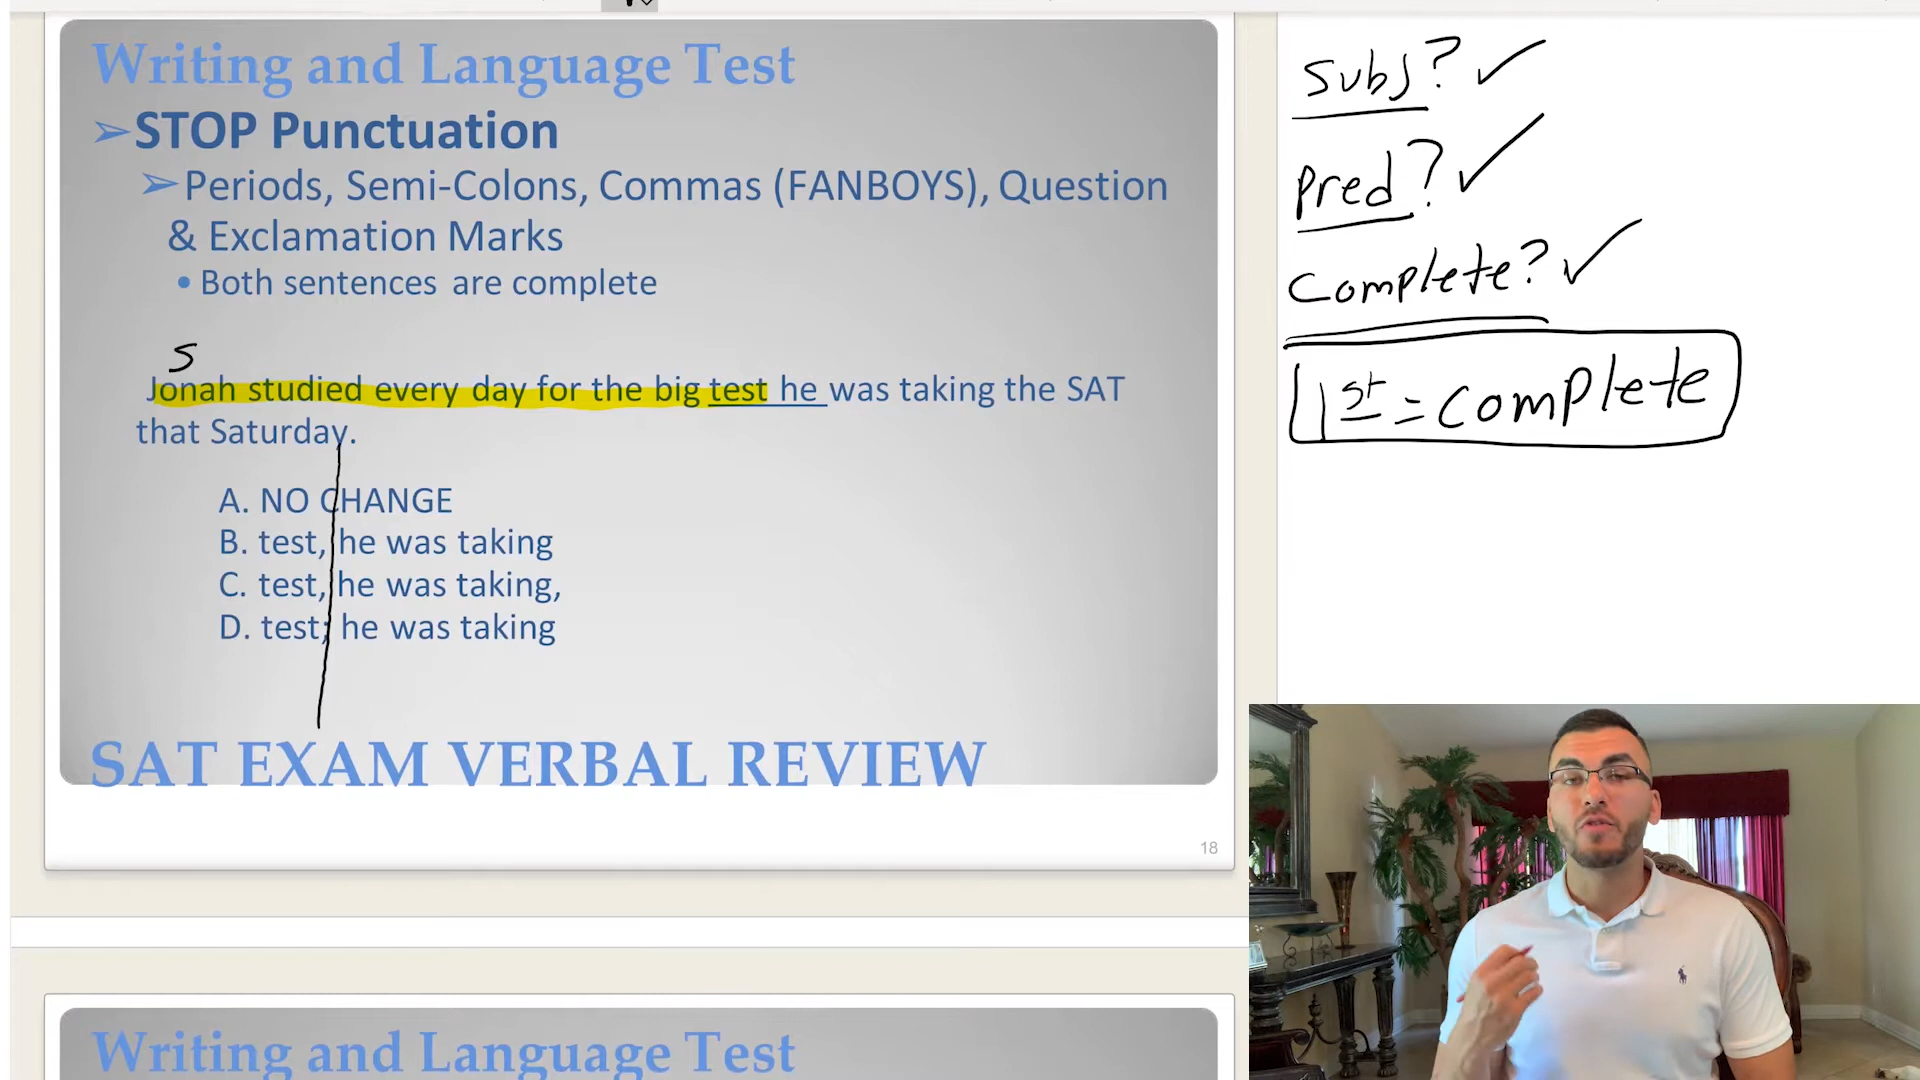 Writing and Language Test
➢STOP Punctuation
➢Periods, Semi-Colons, Commas (FANBOYS), Question
& Exclamation Marks
• Both sentences are complete
S
Jonah studied every day for the big test he was taking the SAT
that Saturday.
A. NO CHANGE
B. test, he was taking
C. test, he was taking,
D. test; he was taking
SAT EXAM VERBAL REVIEW
18
Writing and Language Test
Subj? ✓
Pred? ✓
Complete? ✓
1st = complete